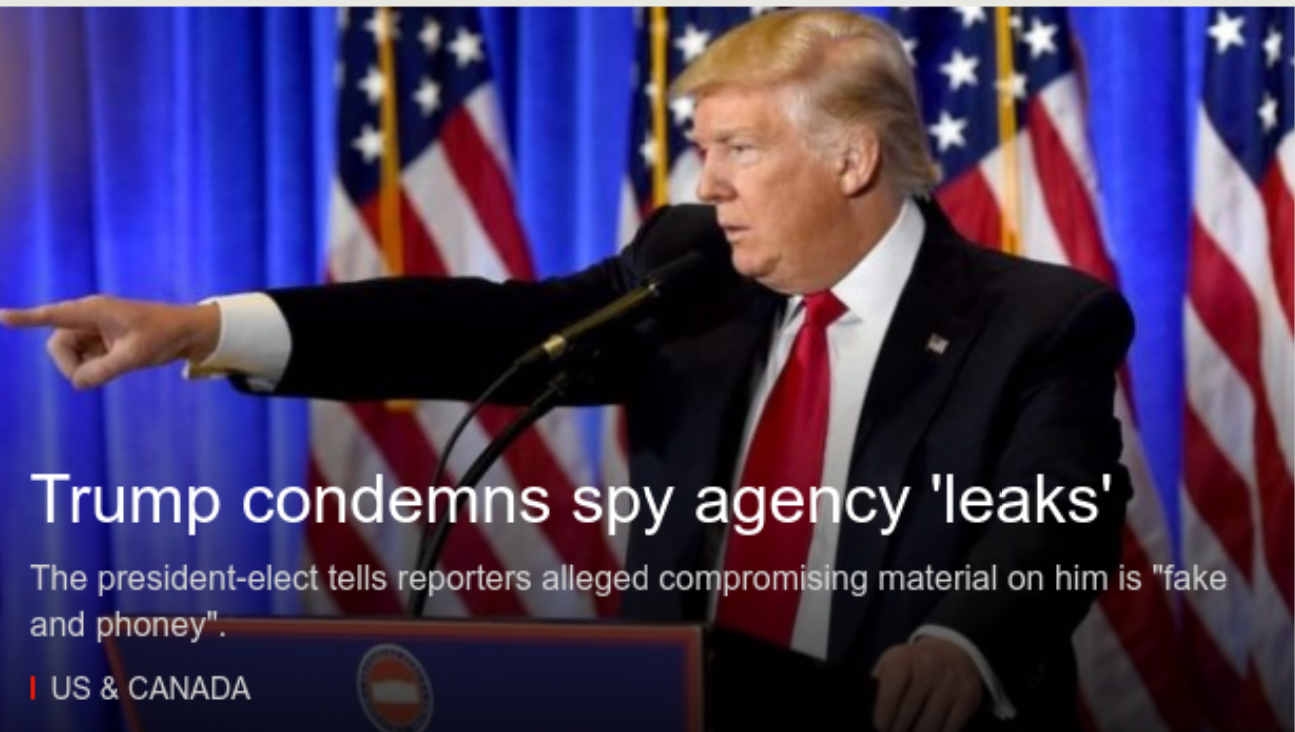 Trump condemns spy agency 'leaks'
The president-elect tells reporters alleged compromising material on him is "fake
and phoney".
US & CANADA